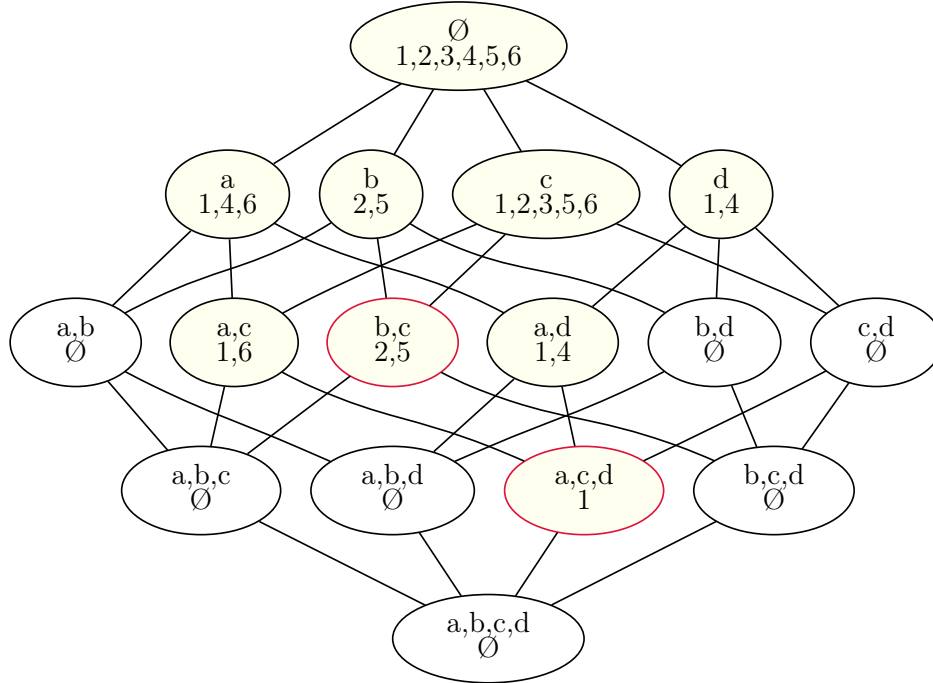 Ø
1,2,3,4,5,6
a
1,4,6
b
2,5
c
1,2,3,5,6
d
1,4
a,b
Ø
a,c
1,6
b,c
2,5
a,d
1,4
b,d
Ø
c,d
Ø
a,b,c
Ø
a,b,d
Ø
a,c,d
1
b,c,d
Ø
a,b,c,d
Ø